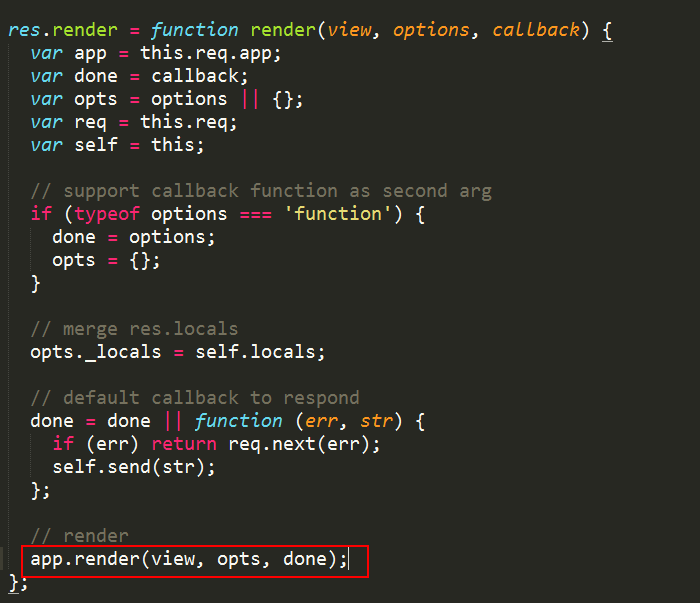 res.render = function render(view, options, callback) {
  var app = this.req.app;
  var done = callback;
  var opts = options || {};
  var req = this.req;
  var self = this;

  // support callback function as second arg
  if (typeof options === 'function') {
    done = options;
    opts = {};
  }

  // merge res.locals
  opts._locals = self.locals;

  // default callback to respond
  done = done || function (err, str) {
    if (err) return req.next(err);
    self.send(str);
  };

  // render
  app.render(view, opts, done);
};